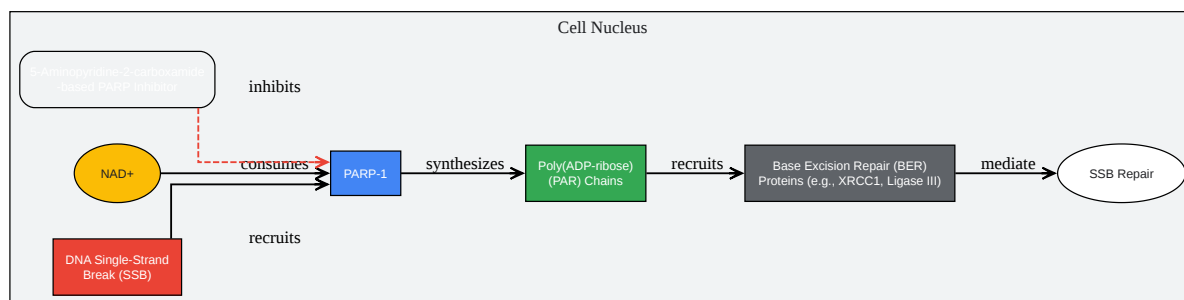 Cell Nucleus
5-Aminopyridine-2-carboxamide
-based PARP Inhibitor
inhibits
NAD+
consumes
PARP-1
synthesizes
Poly(ADP-ribose)
(PAR) Chains
recruits
Base Excision Repair (BER)
Proteins (e.g., XRCC1, Ligase III)
mediate
SSB Repair
recruits
DNA Single-Strand
Break (SSB)